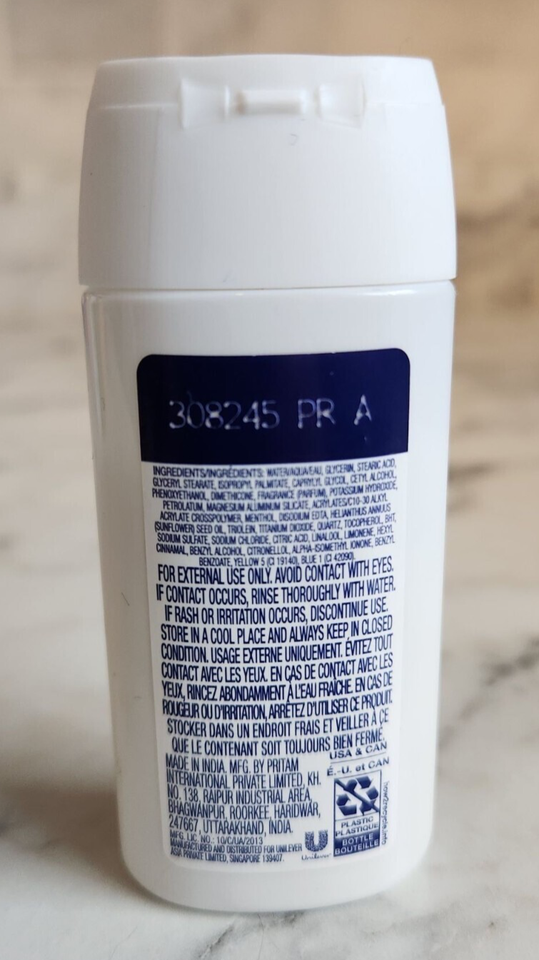 308245 PR A
INGREDIENTS/INGRÉDIENTS: WATER/AQUA/EAU, GLYCERIN, STEARIC ACID,
GLYCERYL STEARATE, ISOPROPYL PALMITATE, CAPRYLYL GLYCOL, CETYL ALCOHOL,
PHENOXYETHANOL, DIMETHICONE, FRAGRANCE (PARFUM), POTASSIUM HYDROXIDE,
PETROLATUM, MAGNESIUM ALUMINUM SILICATE, ACRYLATES/C10-30 ALKYL
ACRYLATE CROSSPOLYMER, MENTHOL, DISODIUM EDTA, HELIANTHUS ANNUUS
(SUNFLOWER) SEED OIL, TRIOLEIN, TITANIUM DIOXIDE, QUARTZ, TOCOPHEROL, BHT,
SODIUM SULFATE, SODIUM CHLORIDE, CITRIC ACID, LINALOOL, LIMONENE, HEXYL
CINNAMAL, BENZYL ALCOHOL, CITRONELLOL, ALPHA-ISOMETHYL IONONE, BENZYL
BENZOATE, YELLOW 5 (CI 19140), BLUE 1 (CI 42090).
FOR EXTERNAL USE ONLY. AVOID CONTACT WITH EYES.
IF CONTACT OCCURS, RINSE THOROUGHLY WITH WATER.
IF RASH OR IRRITATION OCCURS, DISCONTINUE USE.
STORE IN A COOL PLACE AND ALWAYS KEEP IN CLOSED
CONDITION. USAGE EXTERNE UNIQUEMENT. ÉVITEZ TOUT
CONTACT AVEC LES YEUX. EN CAS DE CONTACT AVEC LES
YEUX, RINCEZ ABONDAMMENT À L'EAU FRAÎCHE. EN CAS DE
ROUGEUR OU D'IRRITATION, ARRÊTEZ D'UTILISER CE PRODUIT.
STOCKER DANS UN ENDROIT FRAIS ET VEILLER À CE
QUE LE CONTENANT SOIT TOUJOURS BIEN FERMÉ.
MADE IN INDIA. MFG. BY PRITAM
INTERNATIONAL PRIVATE LIMITED, KH.
NO. 138, RAIPUR INDUSTRIAL AREA,
BHAGWANPUR, ROORKEE, HARDWAR,
247667, UTTARAKHAND, INDIA.
MFG. LIC. NO.: 10/C/UA/2013
MANUFACTURED AND DISTRIBUTED FOR UNILEVER
ASIA PRIVATE LIMITED, SINGAPORE 139407.
Unilever
USA & CAN
É.-U. et CAN
PLASTIC
PLASTIQUE
BOTTLE
BOUTEILLE
how2recycle.info